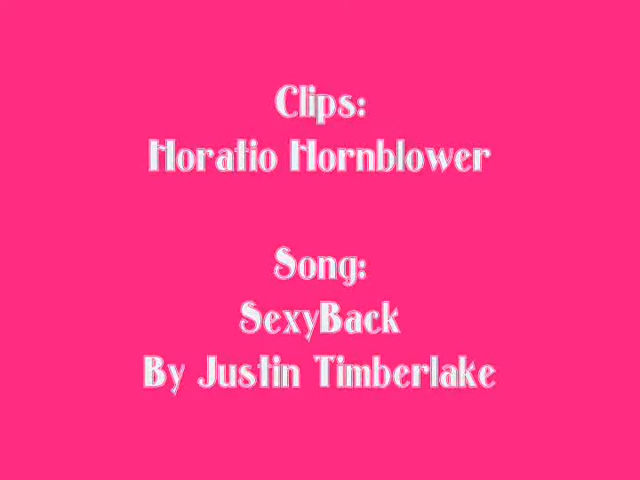 Clips:
Horatio Hornblower
Song:
SexyBack
By Justin Timberlake